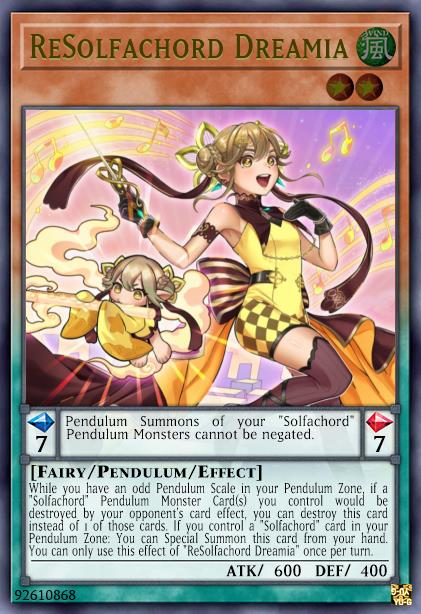 ReSolfachord Dreamia
WIND
風
7
Pendulum Summons of your "Solfachord"
Pendulum Monsters cannot be negated.
7
[Fairy/Pendulum/Effect]
While you have an odd Pendulum Scale in your Pendulum Zone, if a
"Solfachord" Pendulum Monster Card(s) you control would be
destroyed by your opponent's card effect, you can destroy this card
instead of 1 of those cards. If you control a "Solfachord" card in your
Pendulum Zone: You can Special Summon this card from your hand.
You can only use this effect of "ReSolfachord Dreamia" once per turn.
ATK/ 600 DEF/ 400
92610868